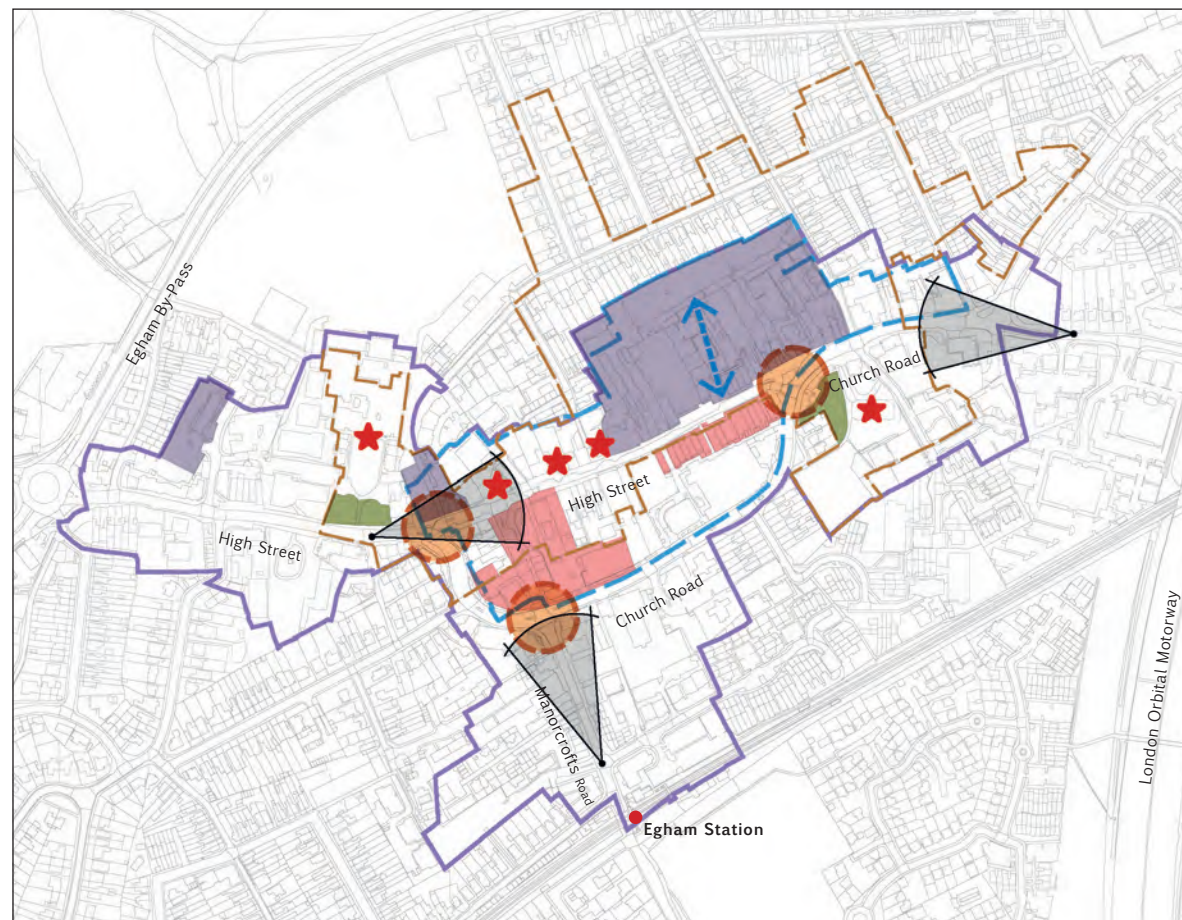 Egham By-Pass
Church Road
High Street
High Street
Church Road
Manorcrofts Road
Egham Station
London Orbital Motorway